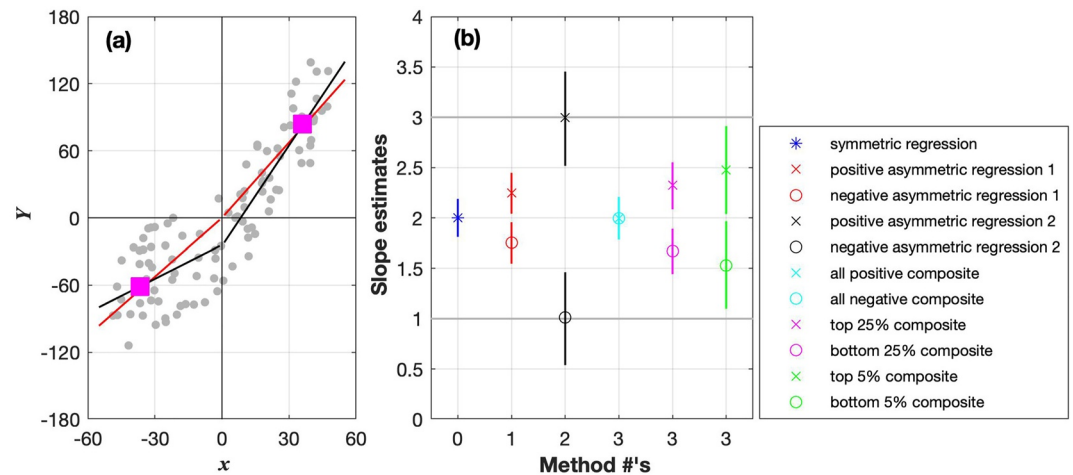 (a)
180
120
60
0
-60
-120
-180
Y
-60
-30
0
30
60
x
(b)
4
3.5
3
2.5
2
1.5
1
0.5
0
Slope estimates
0
1
2
3
3
3
Method #'s
symmetric regression
positive asymmetric regression 1
negative asymmetric regression 1
positive asymmetric regression 2
negative asymmetric regression 2
all positive composite
all negative composite
top 25% composite
bottom 25% composite
top 5% composite
bottom 5% composite